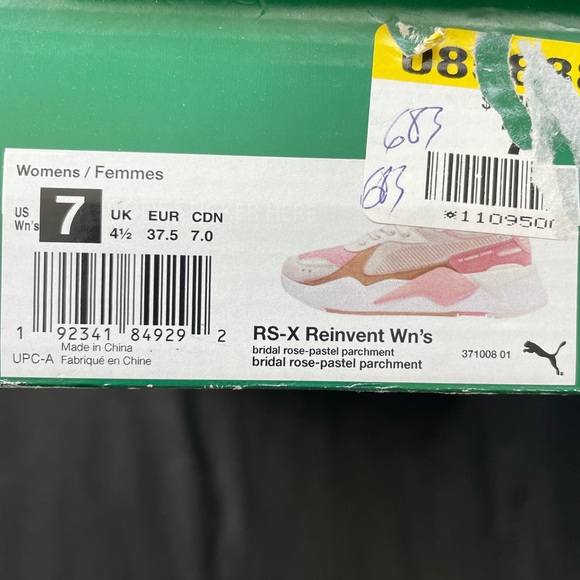 683
683
*1109500
Womens / Femmes
US
Wn's
7
UK EUR CDN
4½ 37.5 7.0
1 92341 84929 2
Made in China
UPC-A Fabriqué en Chine
RS-X Reinvent Wn's
bridal rose-pastel parchment
bridal rose-pastel parchment
371008 01